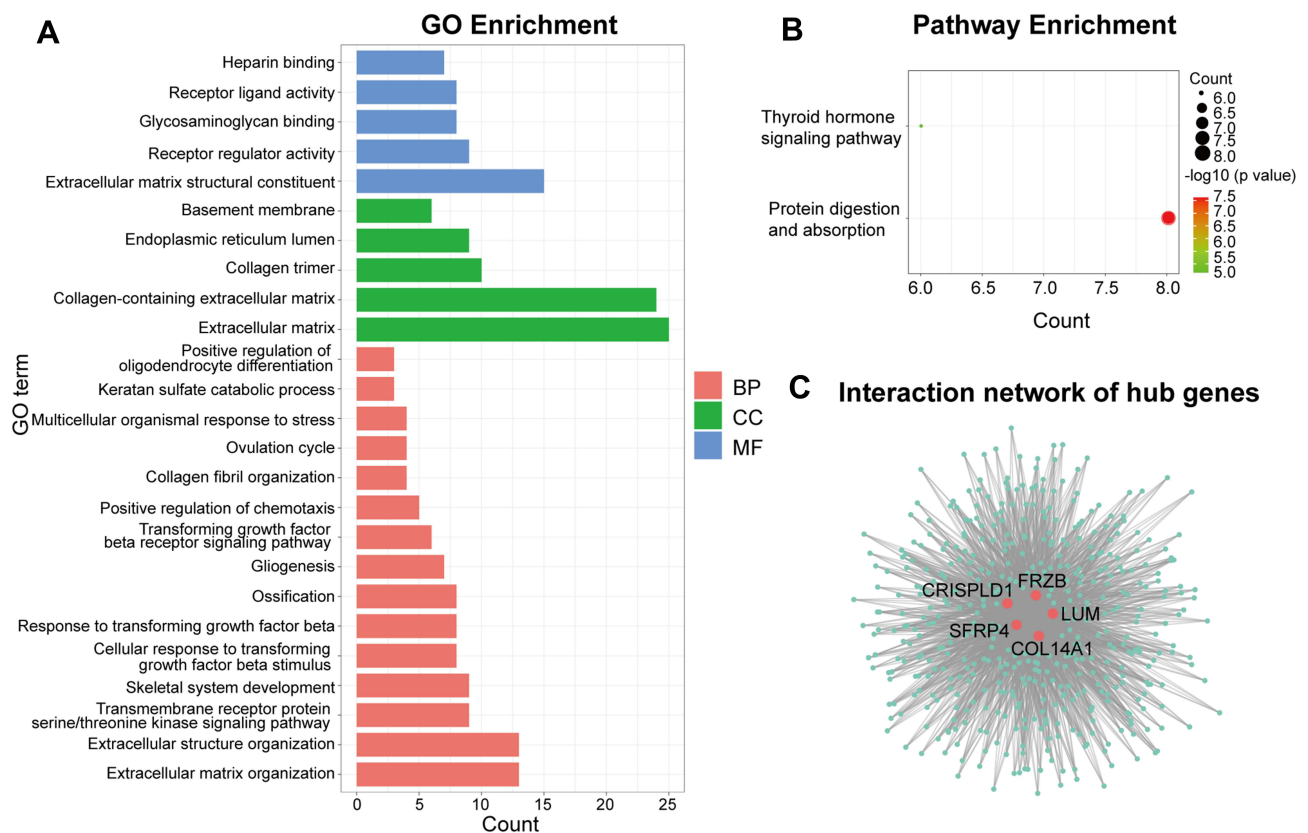 A
GO Enrichment
GO term
Heparin binding
Receptor ligand activity
Glycosaminoglycan binding
Receptor regulator activity
Extracellular matrix structural constituent
Basement membrane
Endoplasmic reticulum lumen
Collagen trimer
Collagen-containing extracellular matrix
Extracellular matrix
Positive regulation of
oligodendrocyte differentiation
Keratan sulfate catabolic process
Multicellular organismal response to stress
Ovulation cycle
Collagen fibril organization
Positive regulation of chemotaxis
Transforming growth factor
beta receptor signaling pathway
Gliogenesis
Ossification
Response to transforming growth factor beta
Cellular response to transforming
growth factor beta stimulus
Skeletal system development
Transmembrane receptor protein
serine/threonine kinase signaling pathway
Extracellular structure organization
Extracellular matrix organization
0 5 10 15 20 25
Count
BP
CC
MF
B
Pathway Enrichment
Thyroid hormone
signaling pathway
Protein digestion
and absorption
6.0 6.5 7.0 7.5 8.0
Count
Count
6.0
6.5
7.0
7.5
8.0
-log10 (p value)
7.5
7.0
6.5
6.0
5.5
5.0
C
Interaction network of hub genes
CRISPLD1
FRZB
LUM
SFRP4
COL14A1